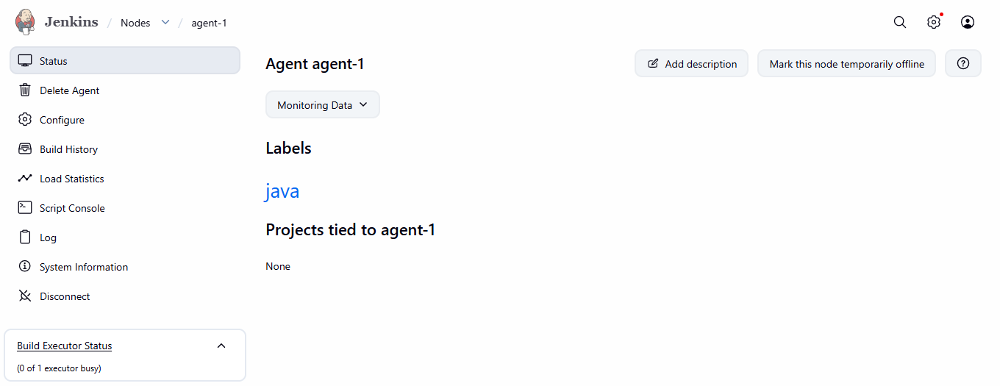 Jenkins / Nodes / agent-1
Status
Delete Agent
Configure
Build History
Load Statistics
Script Console
Log
System Information
Disconnect
Build Executor Status
(0 of 1 executor busy)
Agent agent-1
Add description
Mark this node temporarily offline
Monitoring Data
Labels
java
Projects tied to agent-1
None